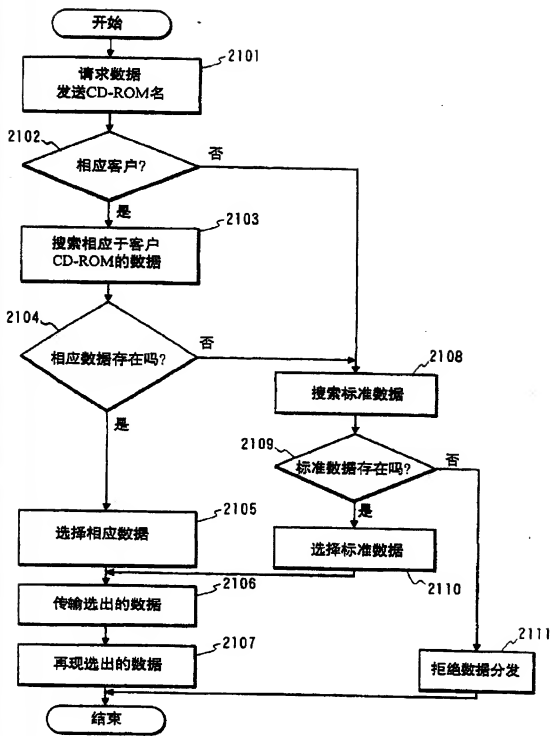 开始
2101
请求数据
发送CD-ROM名
2102
相应客户?
否
是
2103
搜索相应于客户
CD-ROM的数据
2104
相应数据存在吗?
否
是
2108
搜索标准数据
2109
标准数据存在吗?
否
是
2105
选择相应数据
选择标准数据
2110
2106
传输选出的数据
2107
再现选出的数据
2111
拒绝数据分发
结束